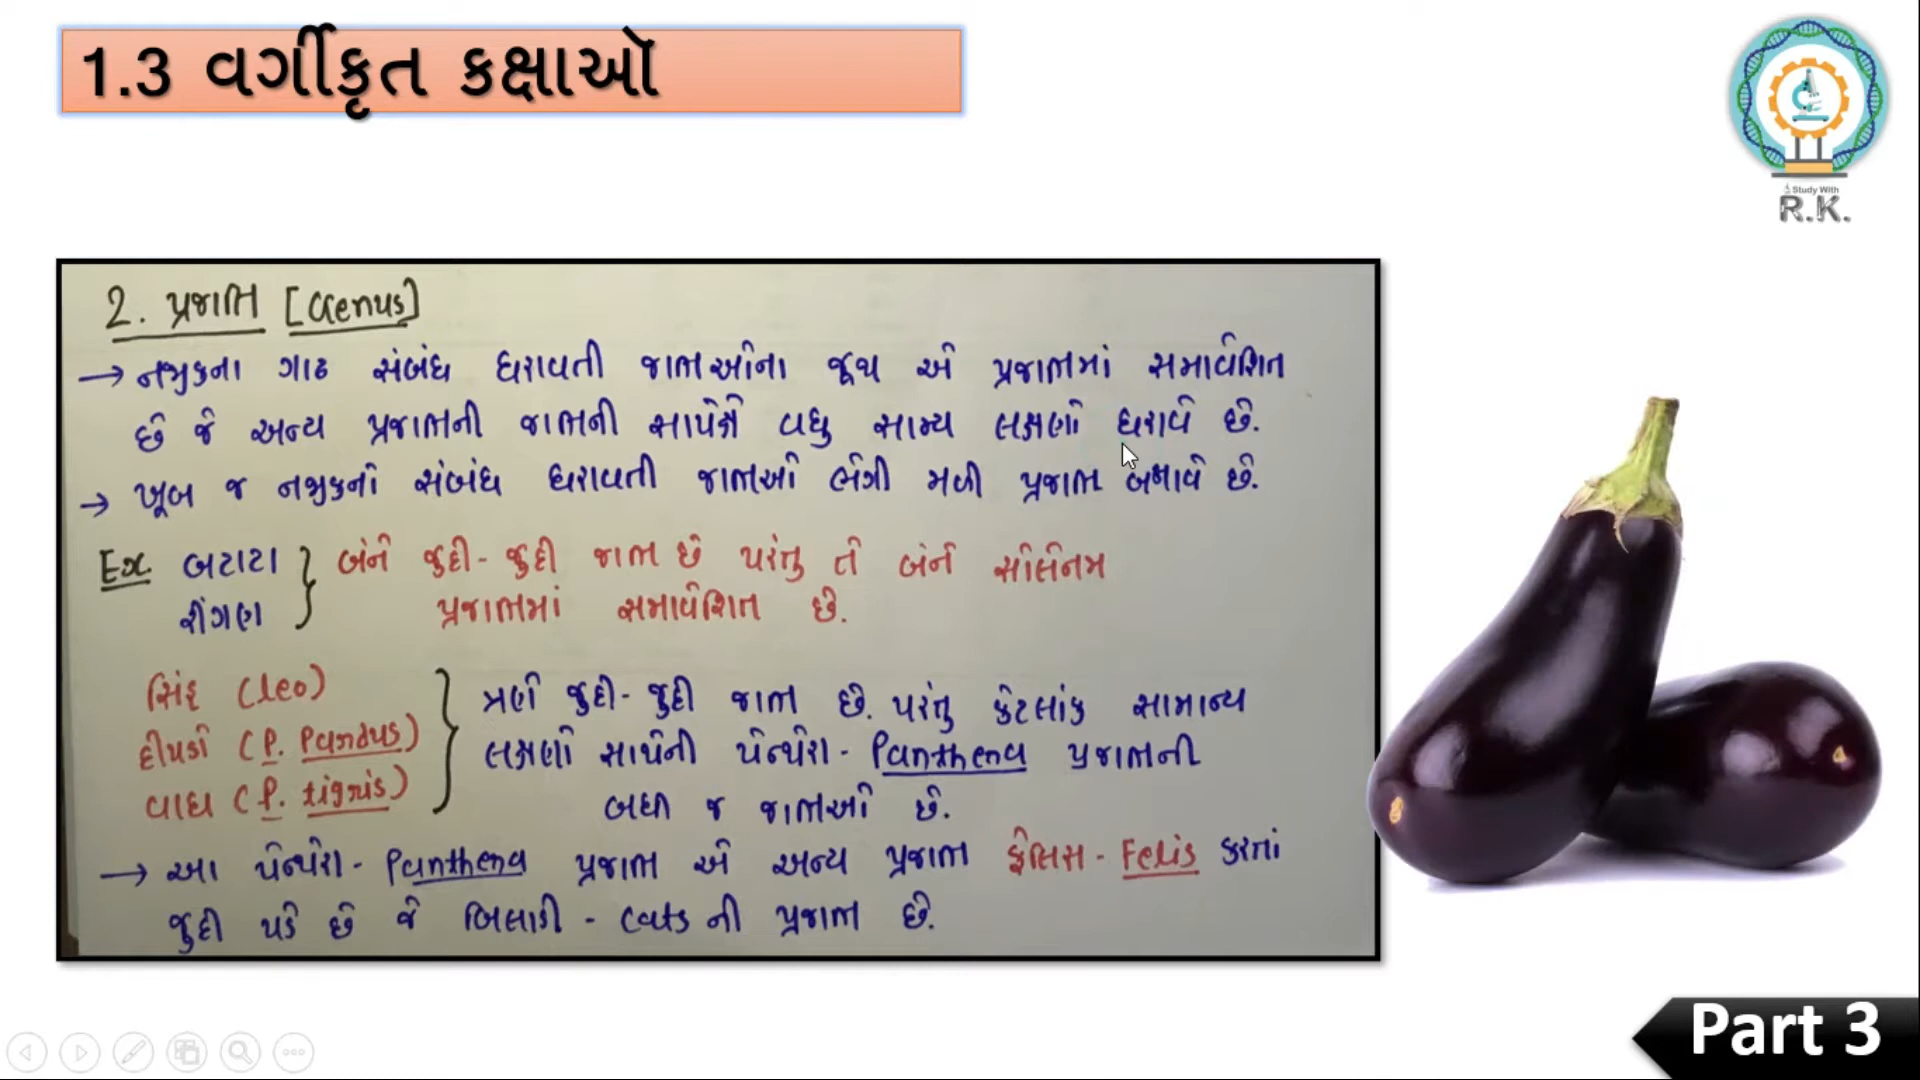 1.3 વર્ગીકૃત કક્ષાઓ
Study With
R.K.
2. પ્રજાતિ [Genus]
→ નજીકના ગાઢ સંબંધ ધરાવતી જાતિઓના જૂથ એ પ્રજાતિમાં સમાવેશિત
છે જે અન્ય પ્રજાતિની જાતિની સાપેક્ષે વધુ સામ્ય લક્ષણો ધરાવે છે.
→ ખૂબ જ નજીકનો સંબંધ ધરાવતી જાતિઓ ભેગી મળી પ્રજાતિ બનાવે છે.
Ex. બટાટા } બંને જુદી-જુદી જાતિ છે પરંતુ તે બંને સોલેનમ
રીંગણ પ્રજાતિમાં સમાવેશિત છે.
સિંહ (leo) } ત્રણે જુદી-જુદી જાતિ છે. પરંતુ કેટલાંક સામાન્ય
દીપડો (P. Pardus) લક્ષણો સાથેની પેન્થેરા - Panthera પ્રજાતિની
વાઘ (P. tigris) બધી જ જાતિઓ છે.
→ આ પેન્થેરા - Panthera પ્રજાતિ એ અન્ય પ્રજાતિ ફેલિસ - Felis કરતાં
જુદી પડે છે જે બિલાડી - cats ની પ્રજાતિ છે.
Part 3